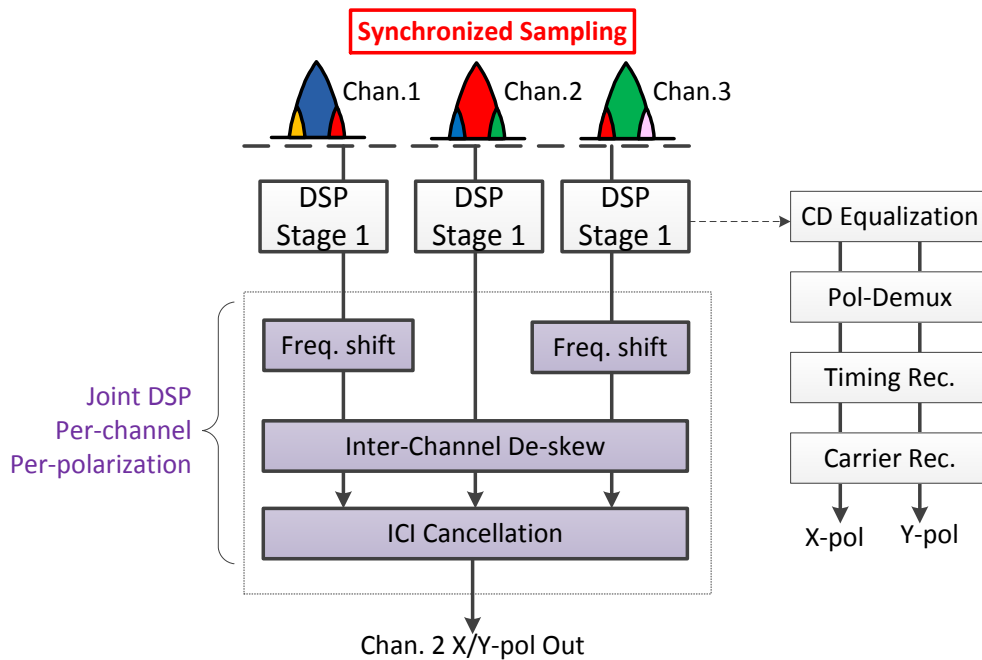 Synchronized Sampling
Chan.1
Chan.2
Chan.3
DSP
Stage 1
DSP
Stage 1
DSP
Stage 1
CD Equalization
Pol-Demux
Timing Rec.
Carrier Rec.
X-pol
Y-pol
Freq. shift
Freq. shift
Joint DSP
Per-channel
Per-polarization
Inter-Channel De-skew
ICI Cancellation
Chan. 2 X/Y-pol Out